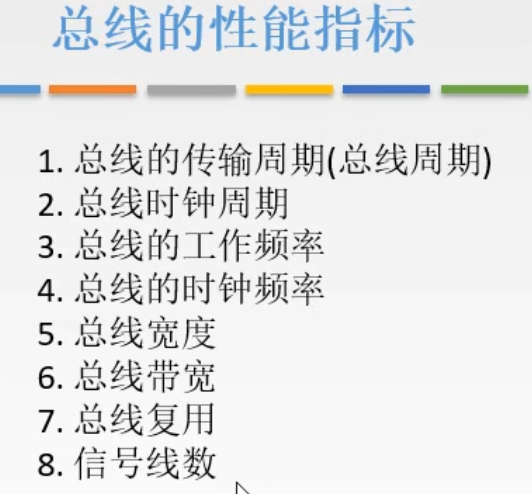 总线的性能指标
1. 总线的传输周期(总线周期)
2. 总线时钟周期
3. 总线的工作频率
4. 总线的时钟频率
5. 总线宽度
6. 总线带宽
7. 总线复用
8. 信号线数